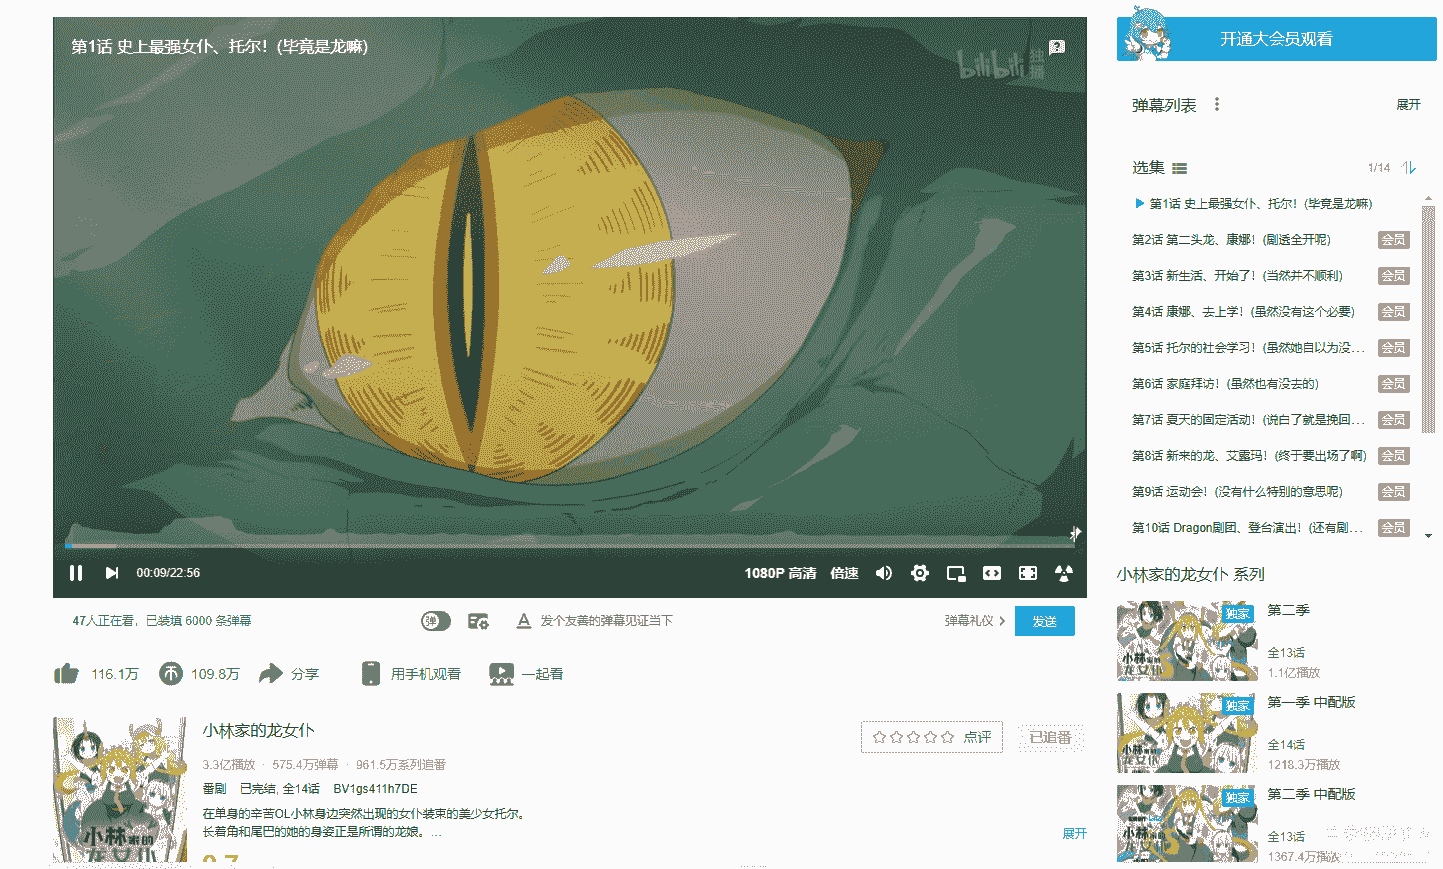 第1话 史上最强女仆、托尔！(毕竟是龙嘛)
bilibili 独播
00:09/22:56
1080P 高清 倍速
47人正在看，已装填 6000 条弹幕
弹
发个友善的弹幕见证当下
弹幕礼仪
发送
116.1万
109.8万
分享
用手机观看
一起看
小林家的龙女仆
点评
已追番
3.3亿播放 · 575.4万弹幕 · 961.5万系列追番
番剧 已完结, 全14话 BV1gs411h7DE
在单身的辛苦OL小林身边突然出现的女仆装束的美少女托尔。
长着角和尾巴的她的身姿正是所谓的龙娘。...
展开
9.7
小林家的龙女仆
开通大会员观看
弹幕列表
展开
选集
1/14
第1话 史上最强女仆、托尔！(毕竟是龙嘛)
第2话 第二头龙、康娜！(剧透全开呢) 会员
第3话 新生活、开始了！(当然并不顺利) 会员
第4话 康娜、去上学！(虽然没有这个必要) 会员
第5话 托尔的社会学习！(虽然她自以为没... 会员
第6话 家庭拜访！(虽然也有没去的) 会员
第7话 夏天的固定活动！(说白了就是挽回... 会员
第8话 新来的龙、艾露玛！(终于要出场了啊) 会员
第9话 运动会！(没有什么特别的意思呢) 会员
第10话 Dragon剧团、登台演出！(还有剧... 会员
小林家的龙女仆 系列
独家
第二季
全13话
1.1亿播放
独家
第一季 中配版
全14话
1218.3万播放
独家
第二季 中配版
全13话
1367.4万播放